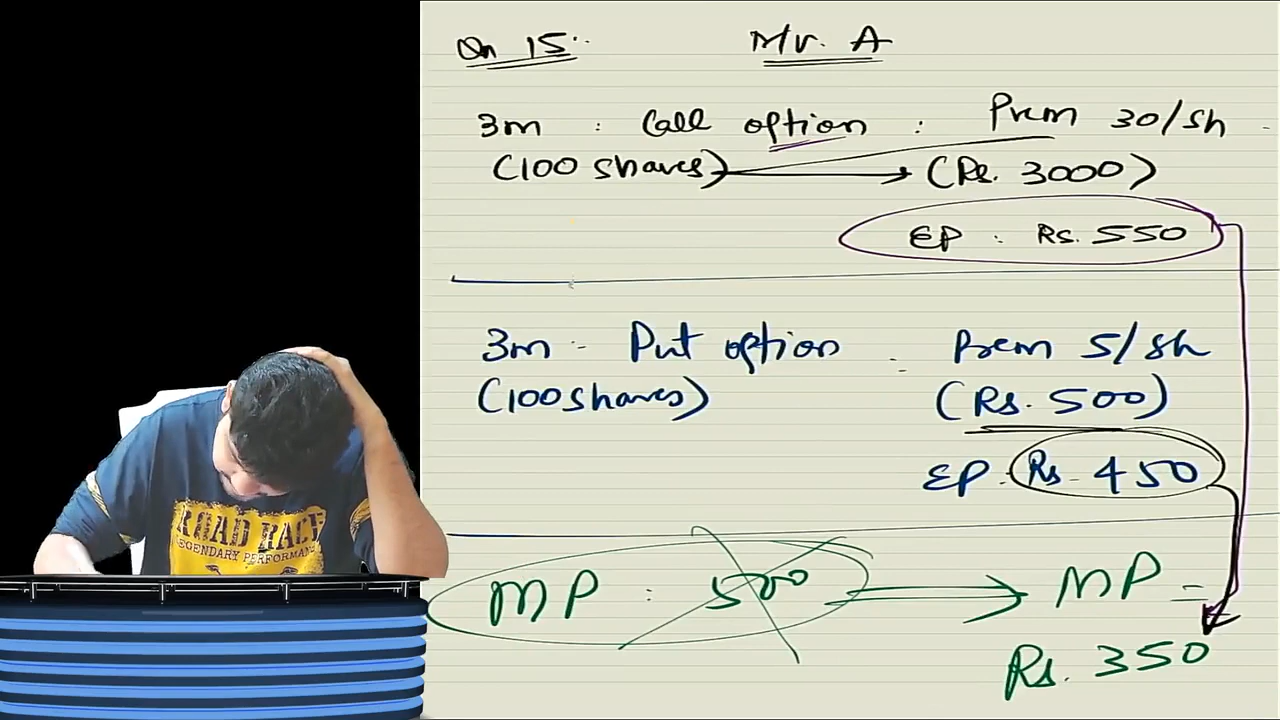 On 15.
Mr. A
3m : Call option : Prem 30/sh
(100 shares) (Rs. 3000)
EP : Rs. 550
3m - Put option - Prem 5/sh
(100 shares) (Rs. 500)
EP : Rs 450
MP : 500 MP =
Rs. 350
ROAD RACE
LEGENDARY PERFORMANC